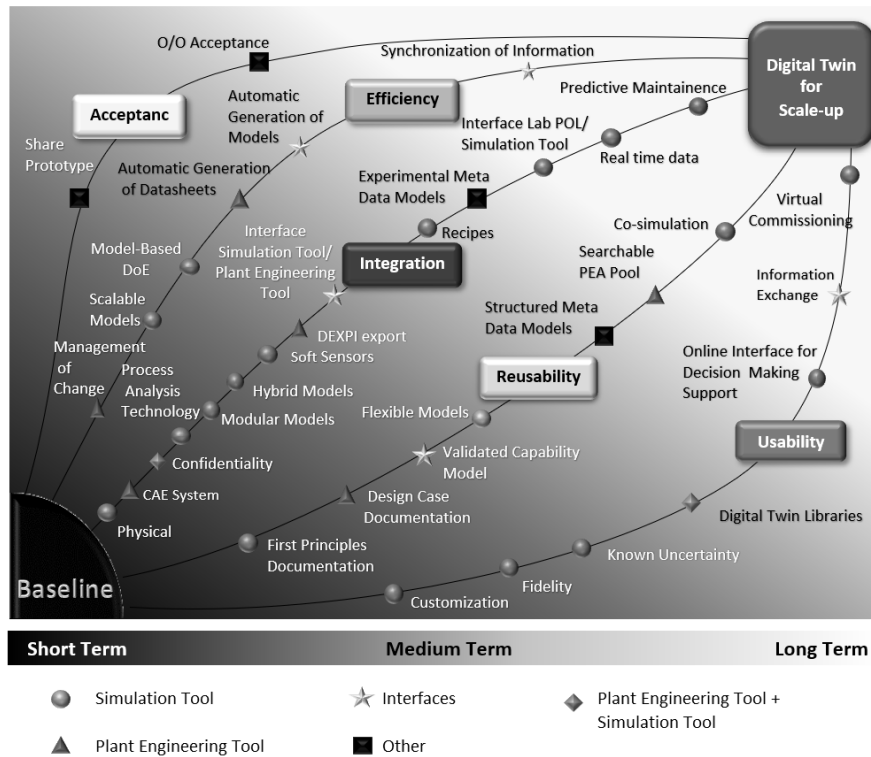 O/O Acceptance
Synchronization of Information
Digital Twin
for
Scale-up
Predictive Maintainence
Efficiency
Acceptanc
Automatic
Generation of
Models
Interface Lab POL/
Simulation Tool
Real time data
Share
Prototype
Automatic Generation
of Datasheets
Experimental Meta
Data Models
Recipes
Virtual
Commissioning
Co-simulation
Interface
Simulation Tool/
Plant Engineering
Tool
Integration
Model-Based
DoE
Searchable
PEA Pool
Information
Exchange
Scalable
Models
Structured Meta
Data Models
DEXPI export
Soft Sensors
Management
of
Change
Process
Analysis
Technology
Online Interface for
Decision Making
Support
Reusability
Hybrid Models
Modular Models
Flexible Models
Usability
Validated Capability
Model
Confidentiality
CAE System
Design Case
Documentation
Digital Twin Libraries
Physical
First Principles
Documentation
Known Uncertainty
Baseline
Fidelity
Customization
Short Term
Medium Term
Long Term
Simulation Tool
Interfaces
Plant Engineering Tool +
Simulation Tool
Plant Engineering Tool
Other